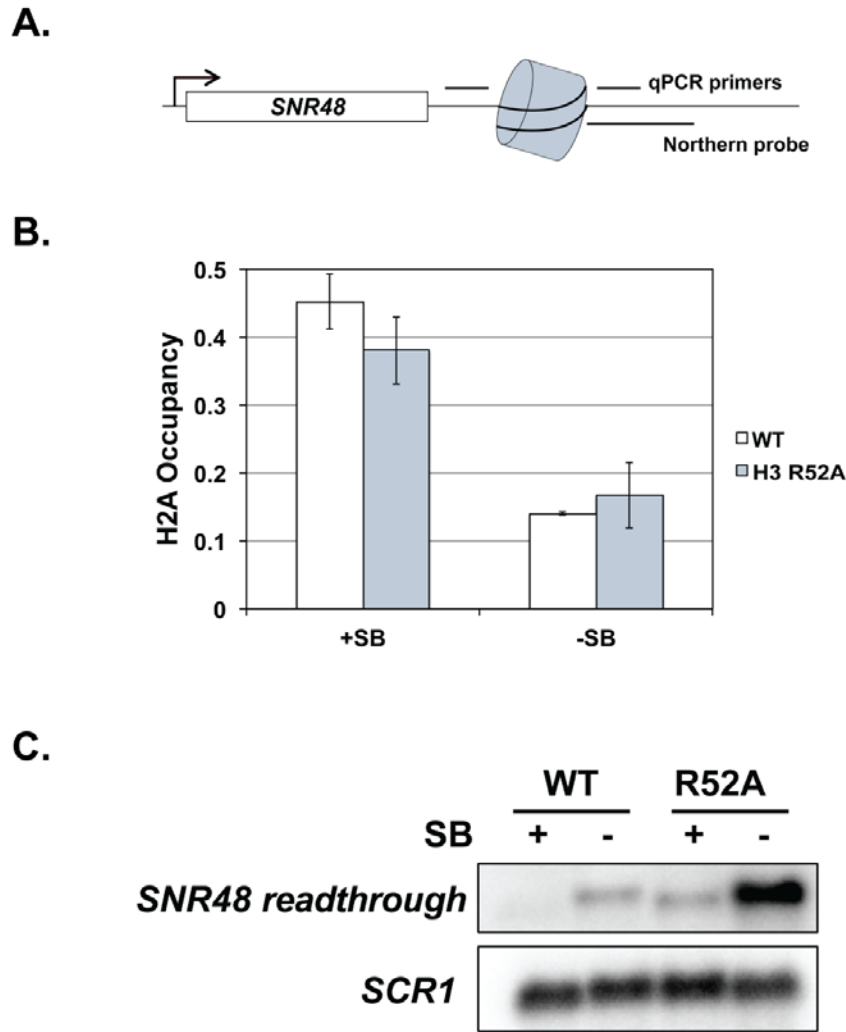 A.
SNR48
qPCR primers
Northern probe
B.
H2A Occupancy
0.5
0.4
0.3
0.2
0.1
0
+SB
-SB
WT
H3 R52A
C.
WT
R52A
SB + - + -
SNR48 readthrough
SCR1